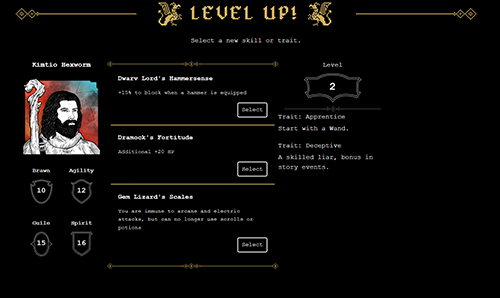 LEVEL UP!
Select a new skill or trait.
Kimtio Hexworm
Brawn
Agility
10
12
Guile
Spirit
15
16
Dwarv Lord's Hammersense
+15% to block when a hammer is equipped
Select
Dramock's Fortitude
Additional +20 HP
Select
Gem Lizard's Scales
You are immune to arcane and electric
attacks, but can no longer use scrolls or
potions
Select
Level
2
Trait: Apprentice
Start with a Wand.
Trait: Deceptive
A skilled liar, bonus in
story events.